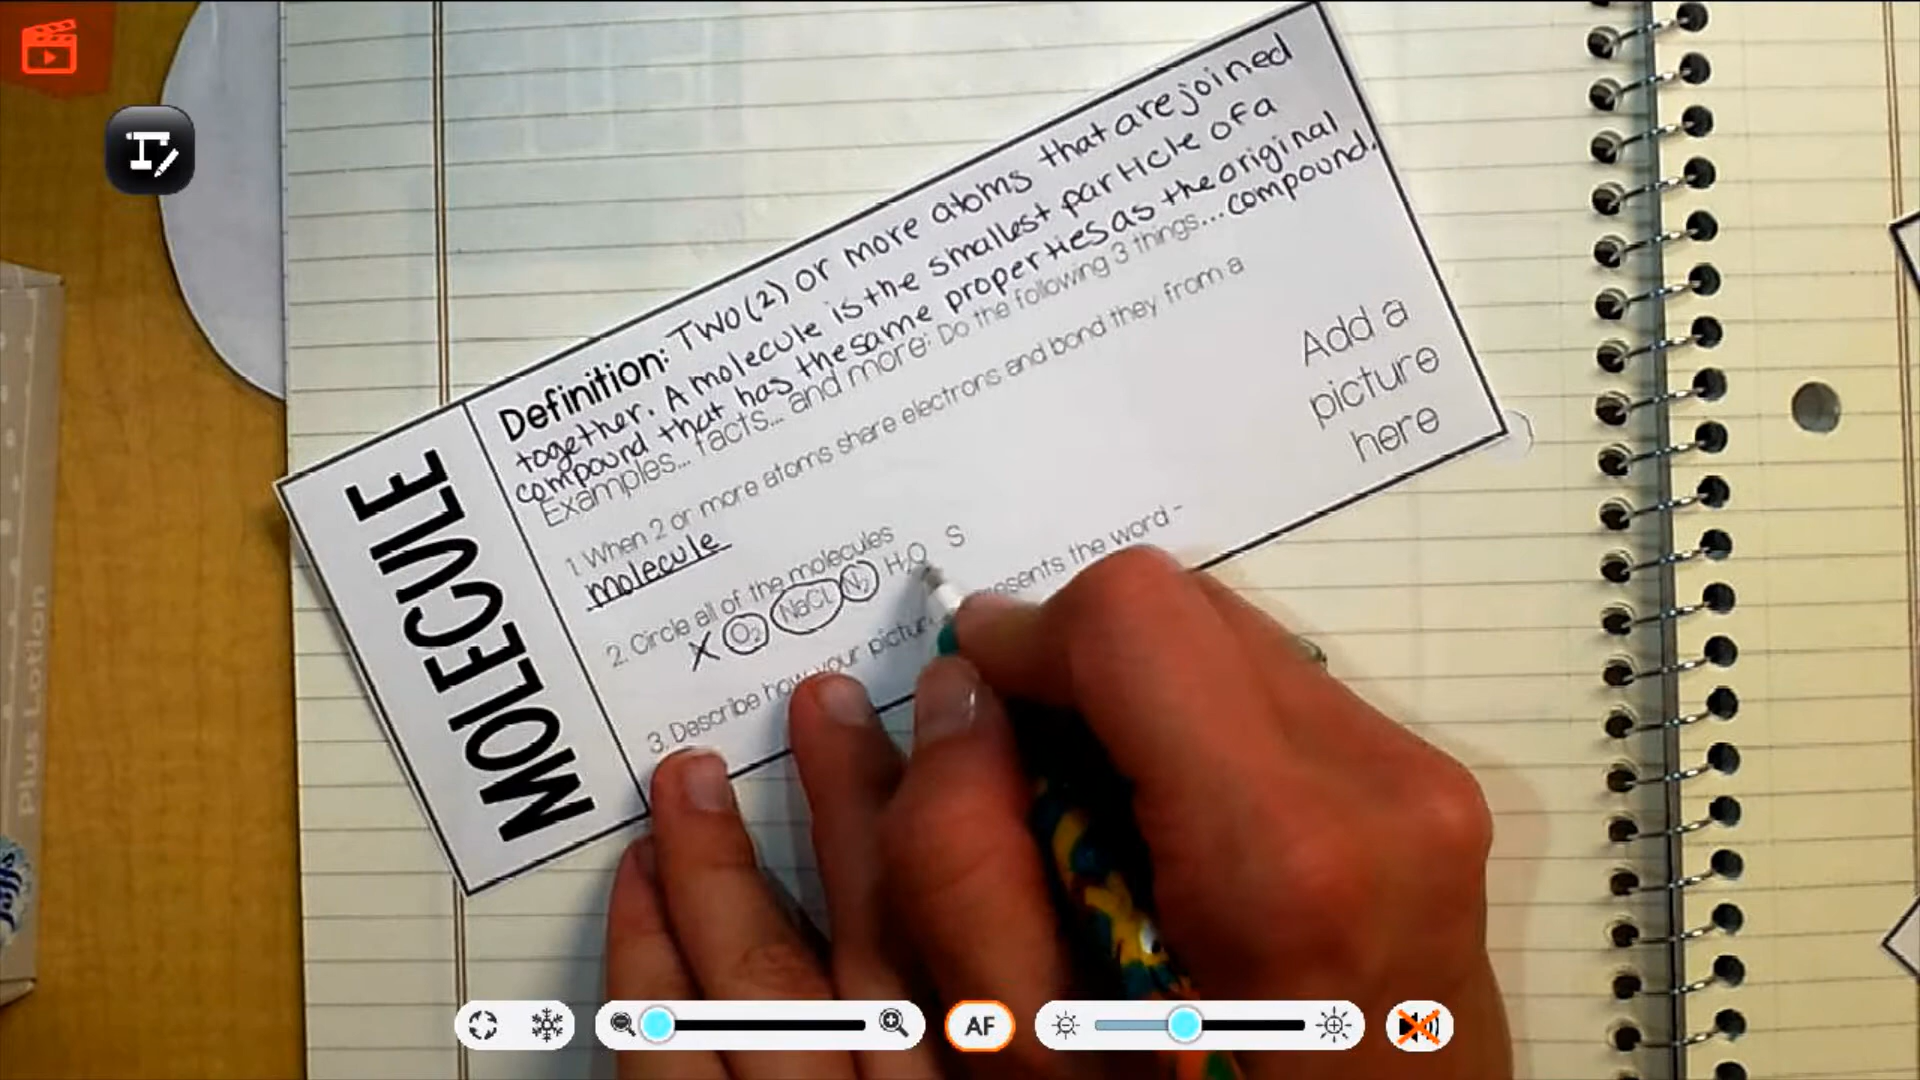 MOLECULE
Definition: Two (2) or more atoms that are joined
together. A molecule is the smallest particle of a
compound that has the same properties as the original
compound.
Examples... facts... and more: Do the following 3 things...
1. When 2 or more atoms share electrons and bond they from a
molecule
2. Circle all of the molecules
X O₂ NaCl N₂ H₂O S
3. Describe how your picture the word -
Add a
picture
here
Plus Lotion
Puffs
AF